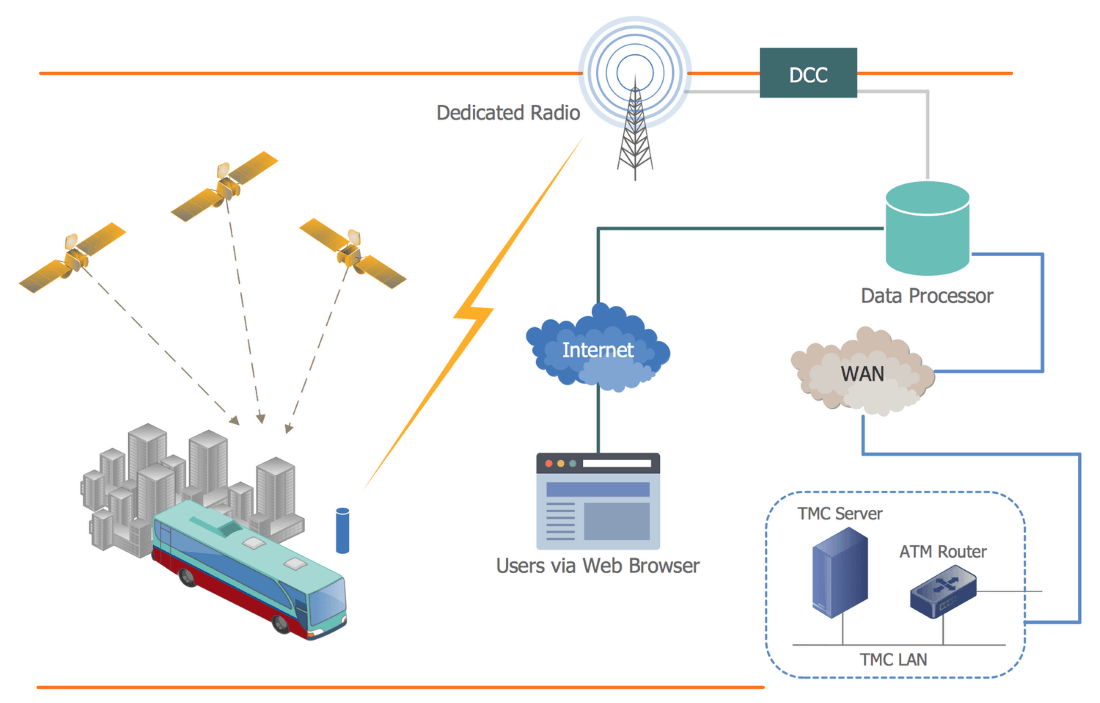 DCC
Dedicated Radio
Data Processor
Internet
WAN
Users via Web Browser
TMC Server
ATM Router
TMC LAN